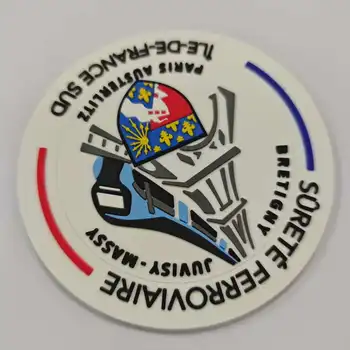 SÛRETÉ FERROVIAIRE
BRETIGNY
JUVISY - MASSY
PARIS AUSTERLITZ
ÎLE-DE-FRANCE SUD